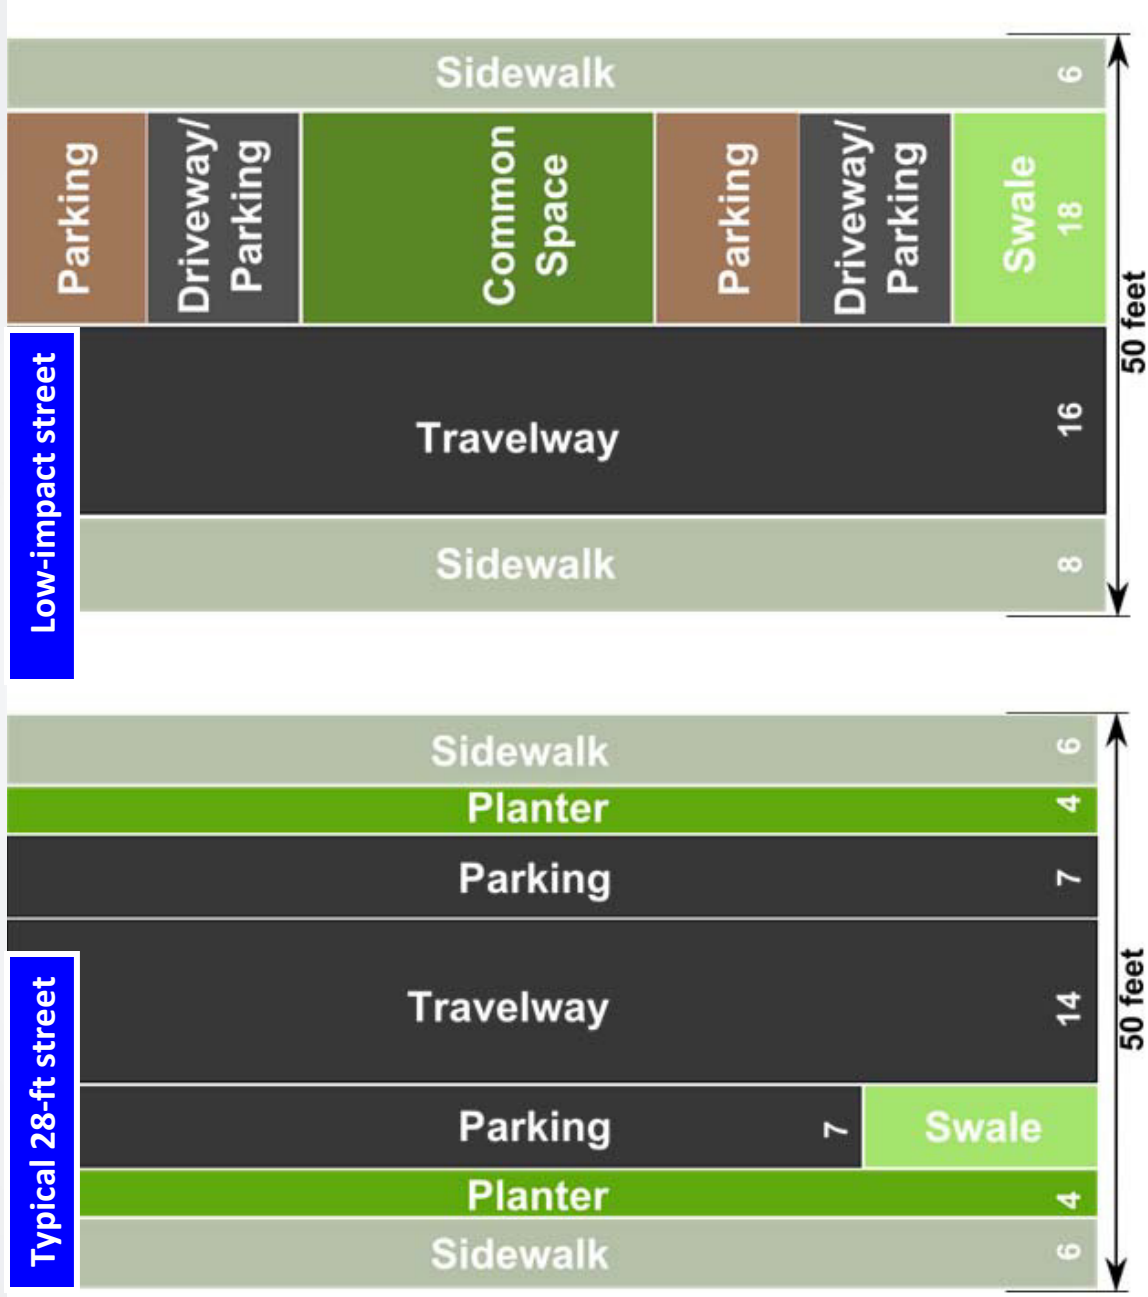 Sidewalk
6
Parking
Driveway/
Parking
Common
Space
Parking
Driveway/
Parking
Swale
18
Travelway
16
Sidewalk
8
50 feet
Low-impact street
Sidewalk
6
Planter
4
Parking
7
Travelway
14
Parking
7
Swale
Planter
4
Sidewalk
6
50 feet
Typical 28-ft street